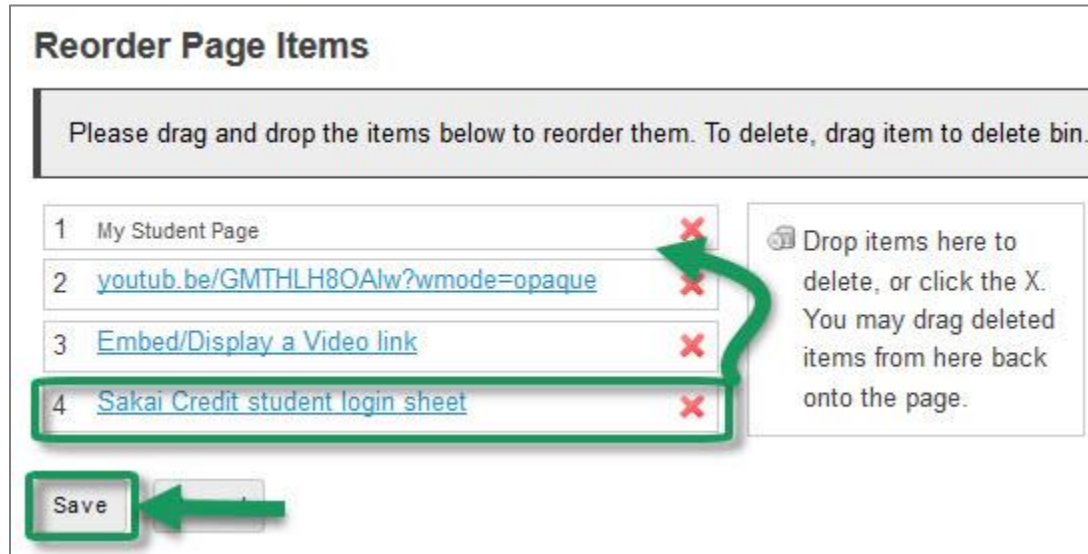 Reorder Page Items
Please drag and drop the items below to reorder them. To delete, drag item to delete bin.
1 My Student Page
2 youtub.be/GMTHLH8OAlw?wmode=opaque
3 Embed/Display a Video link
4 Sakai Credit student login sheet
Drop items here to
delete, or click the X.
You may drag deleted
items from here back
onto the page.
Save